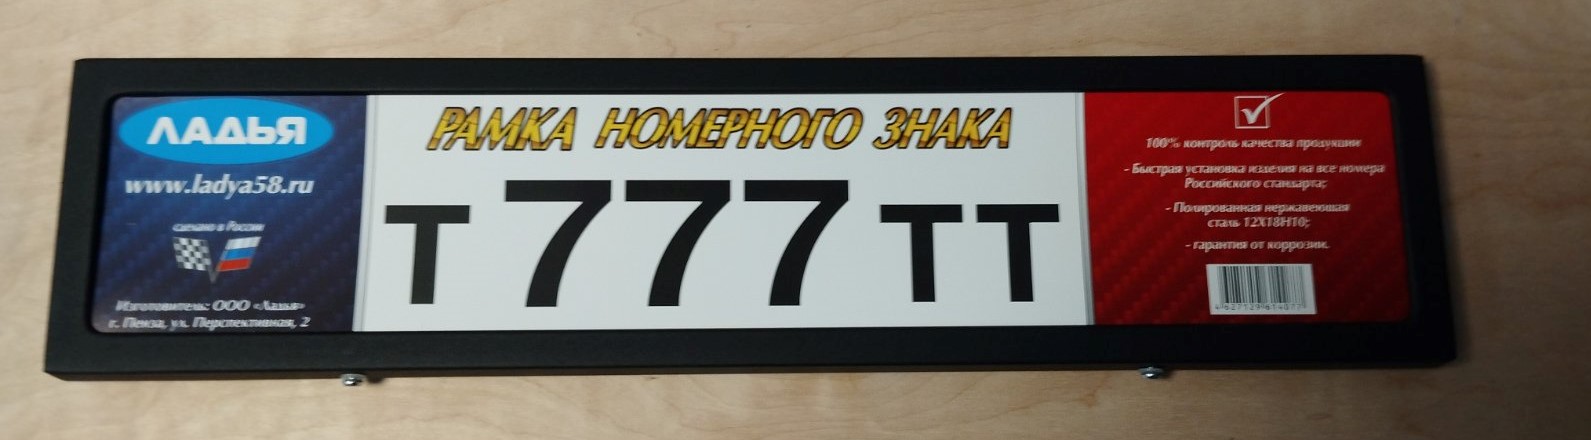 ЛАДЬЯ
www.ladya58.ru
сделано в России
Изготовитель: ООО «Ладья»
г. Пенза, ул. Перспективная, 2
РАМКА НОМЕРНОГО ЗНАКА
Т 777 ТТ
100% контроль качества продукции
- Быстрая установка изделия на все номера
Российского стандарта;
- Полированная нержавеющая
сталь 12Х18Н10;
- гарантия от коррозии.
4627129614077